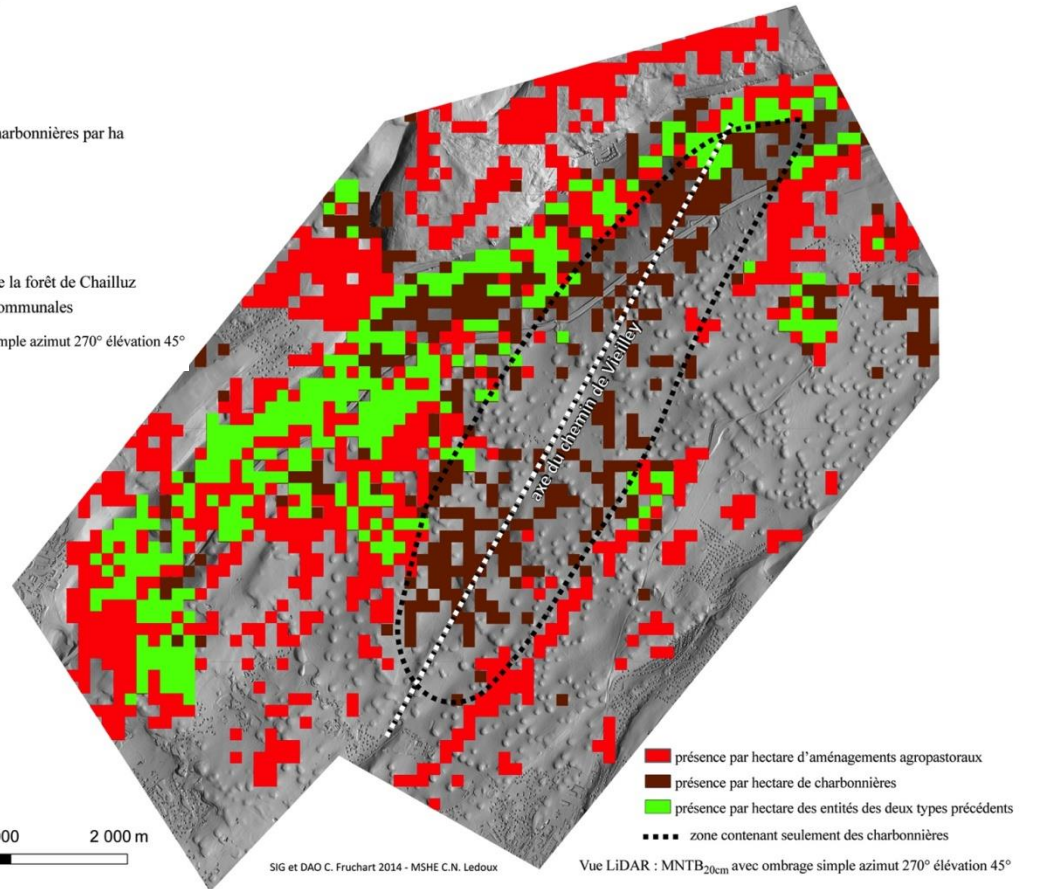 harbonnières par ha
e la forêt de Chailluz
ommunales
mple azimut 270° élévation 45°
axe du chemin de Vieilley
présence par hectare d'aménagements agropastoraux
présence par hectare de charbonnières
présence par hectare des entités des deux types précédents
zone contenant seulement des charbonnières
000 2 000 m
SIG et DAO C. Fruchart 2014 - MSHE C.N. Ledoux
Vue LiDAR : MNTB20cm avec ombrage simple azimut 270° élévation 45°